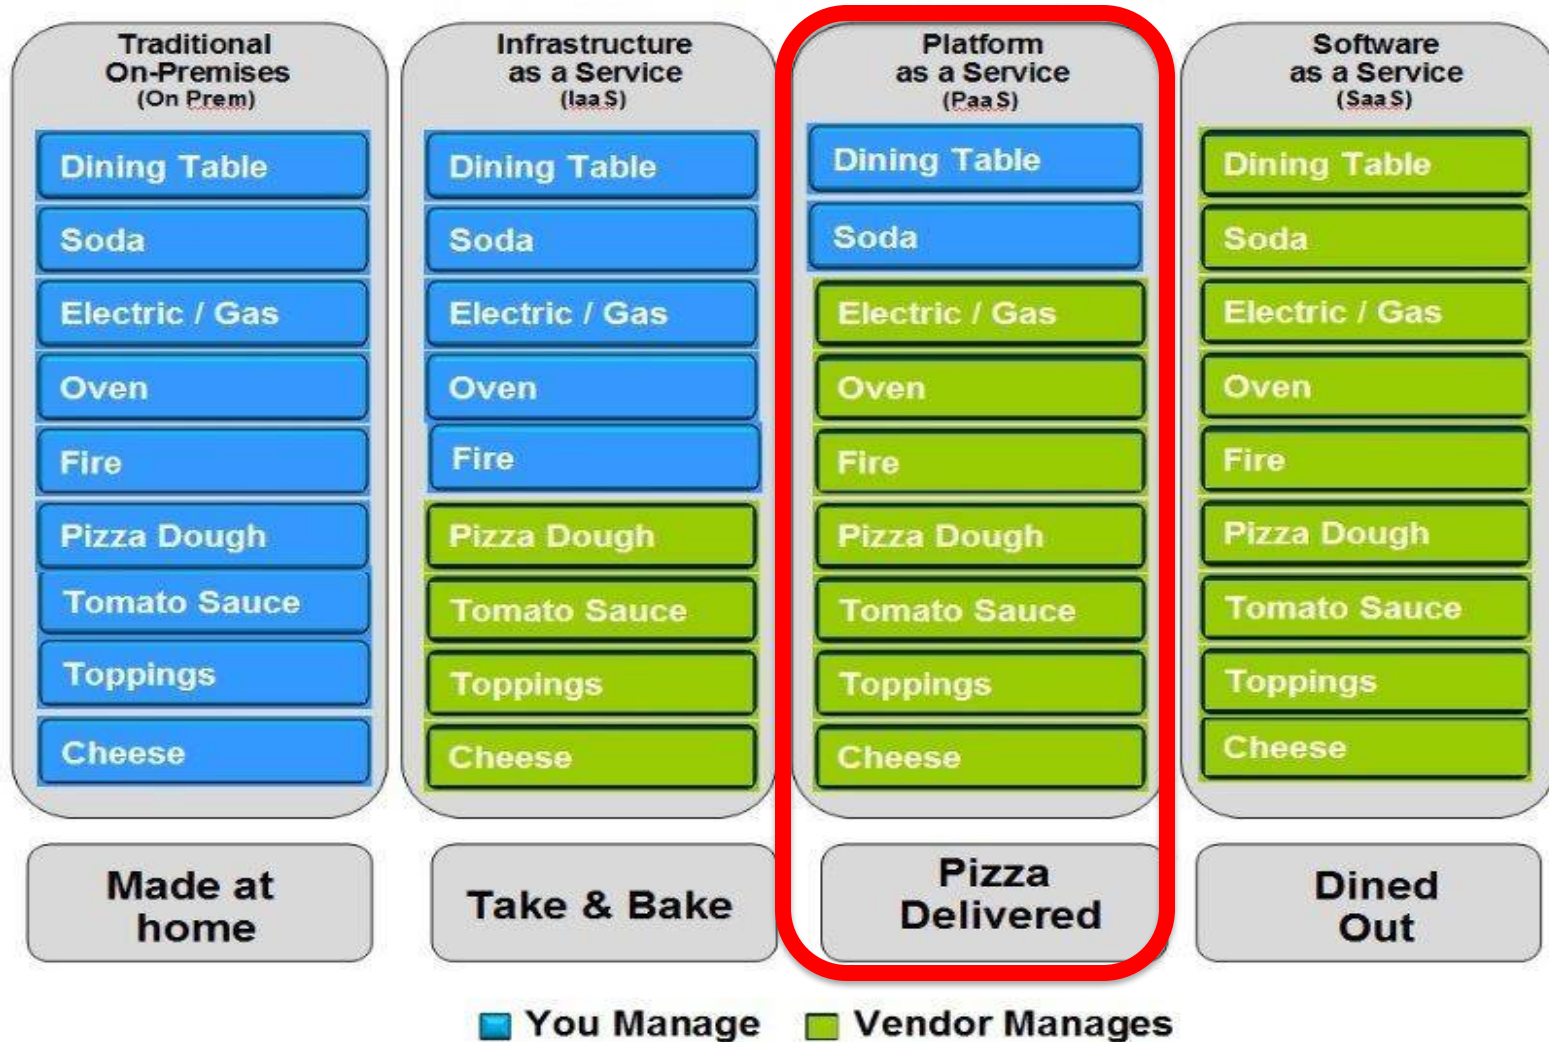 Traditional
On-Premises
(On Prem)
Dining Table
Soda
Electric / Gas
Oven
Fire
Pizza Dough
Tomato Sauce
Toppings
Cheese
Made at
home
Infrastructure
as a Service
(IaaS)
Dining Table
Soda
Electric / Gas
Oven
Fire
Pizza Dough
Tomato Sauce
Toppings
Cheese
Take & Bake
Platform
as a Service
(PaaS)
Dining Table
Soda
Electric / Gas
Oven
Fire
Pizza Dough
Tomato Sauce
Toppings
Cheese
Pizza
Delivered
Software
as a Service
(SaaS)
Dining Table
Soda
Electric / Gas
Oven
Fire
Pizza Dough
Tomato Sauce
Toppings
Cheese
Dined
Out
You Manage
Vendor Manages